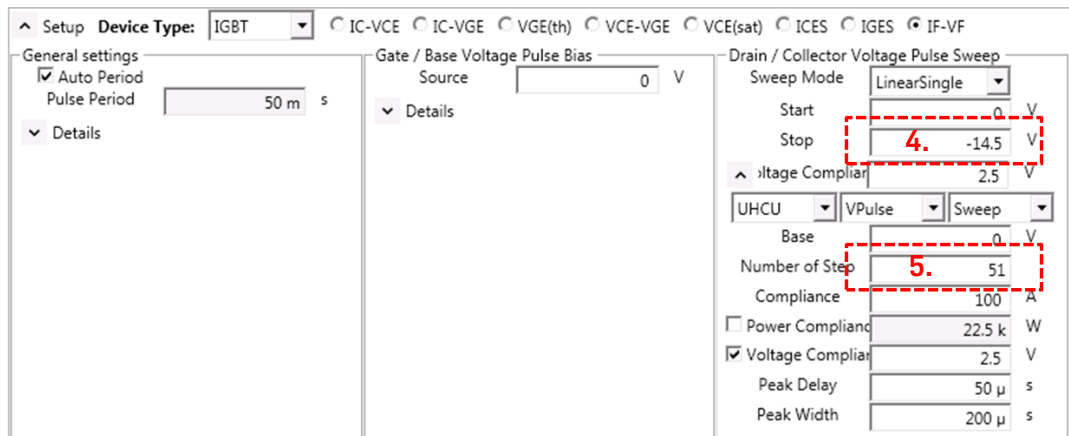 Setup Device Type: IGBT IC-VCE IC-VGE VGE(th) VCE-VGE VCE(sat) ICES IGES IF-VF
General settings
Auto Period
Pulse Period 50 m s
Details
Gate / Base Voltage Pulse Bias
Source 0 V
Details
Drain / Collector Voltage Pulse Sweep
Sweep Mode LinearSingle
Start 0 V
Stop 4. -14.5 V
ltage Complian 2.5 V
UHCU VPulse Sweep
Base 0 V
Number of Step 5. 51
Compliance 100 A
Power Complianc 22.5 k W
Voltage Complian 2.5 V
Peak Delay 50 µ s
Peak Width 200 µ s